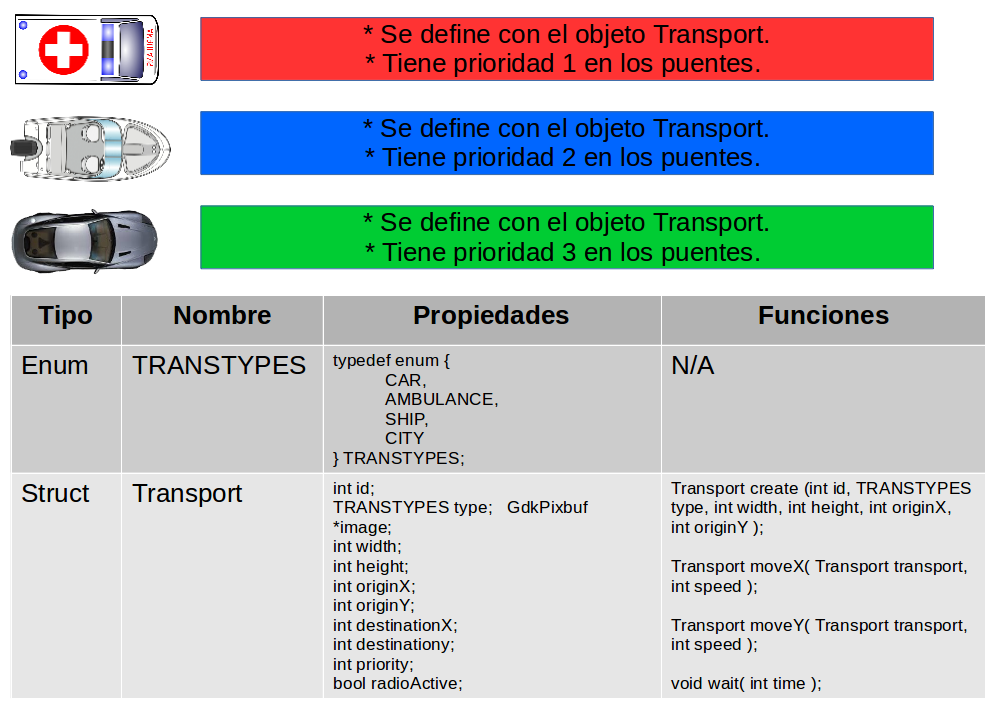 * Se define con el objeto Transport.
* Tiene prioridad 1 en los puentes.
* Se define con el objeto Transport.
* Tiene prioridad 2 en los puentes.
* Se define con el objeto Transport.
* Tiene prioridad 3 en los puentes.
Tipo Nombre Propiedades Funciones
Enum TRANSTYPES
typedef enum {
CAR,
AMBULANCE,
SHIP,
CITY
} TRANSTYPES;
N/A
Struct Transport
int id;
TRANSTYPES type; GdkPixbuf
*image;
int width;
int height;
int originX;
int originY;
int destinationX;
int destinationy;
int priority;
bool radioActive;
Transport create (int id, TRANSTYPES
type, int width, int height, int originX,
int originY );
Transport moveX( Transport transport,
int speed );
Transport moveY( Transport transport,
int speed );
void wait( int time );